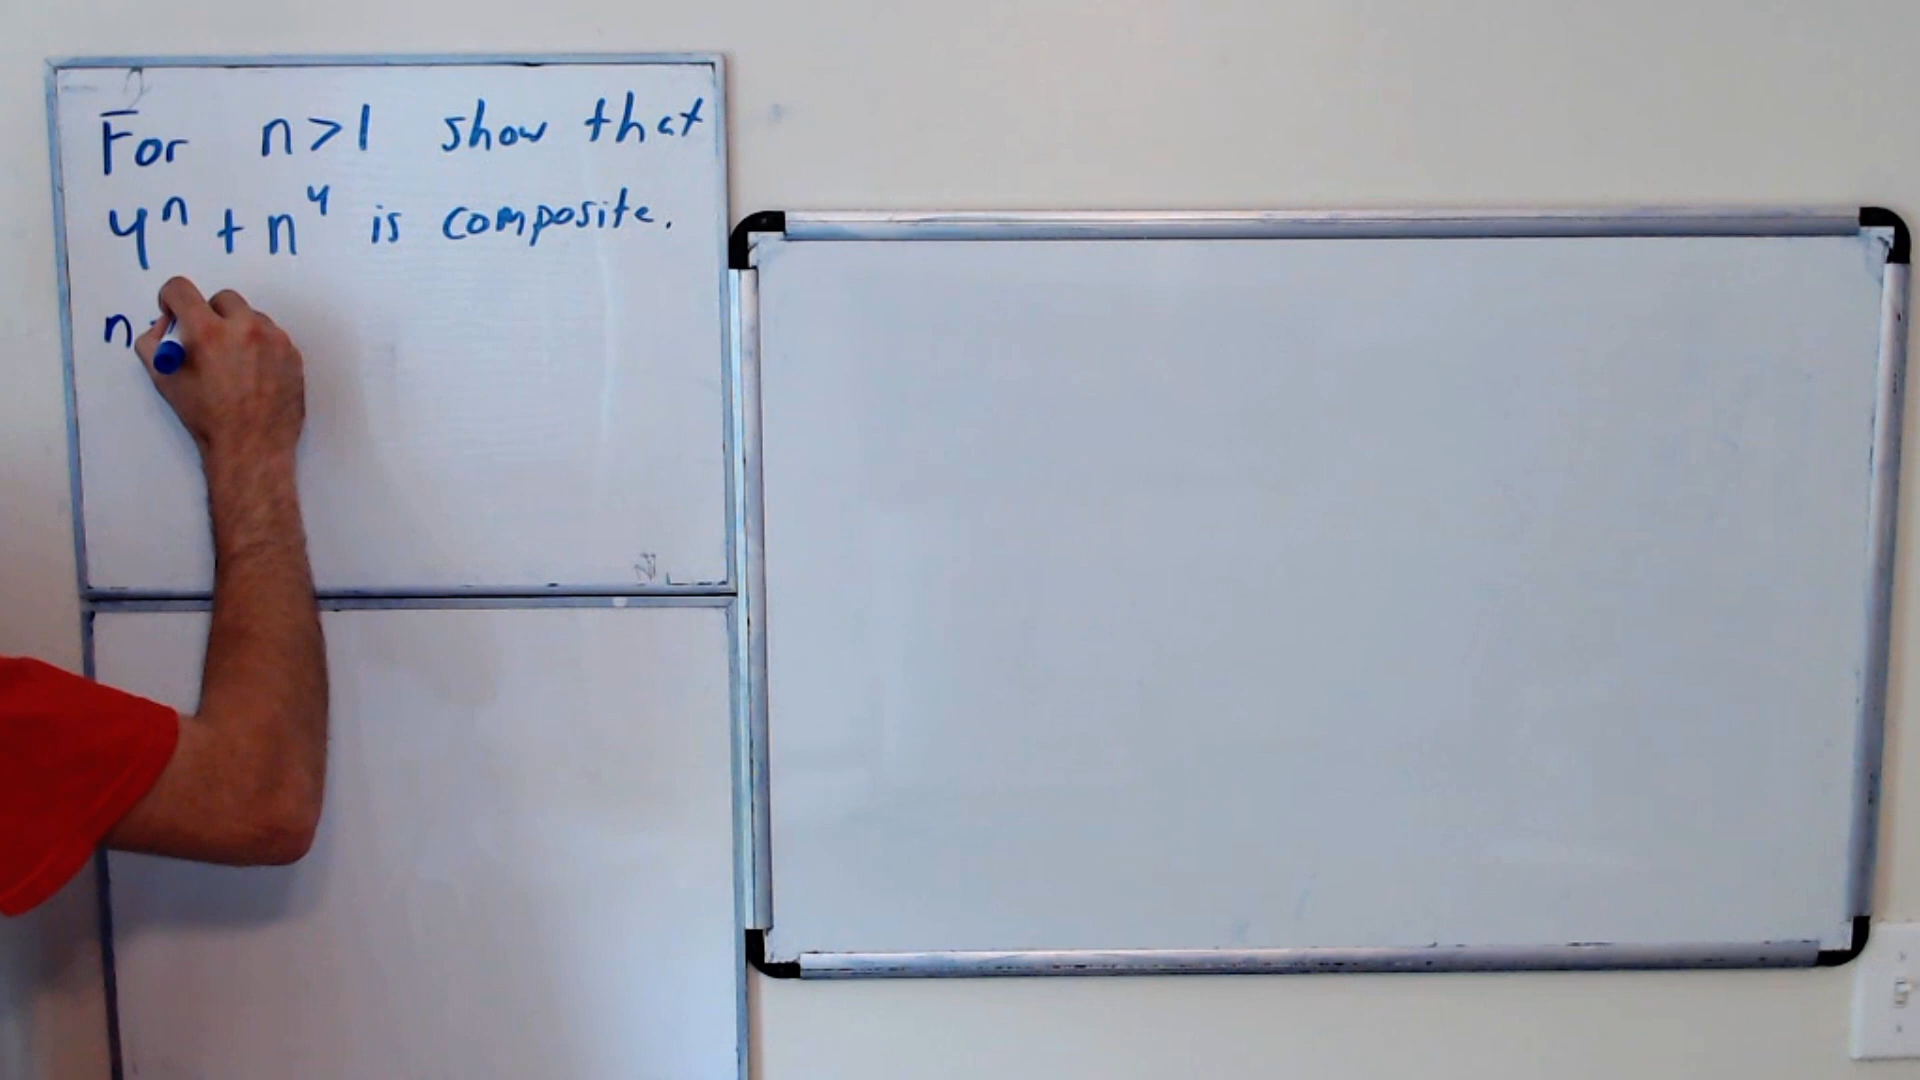 For n>1 show that
4ⁿ + n⁴ is composite.
n